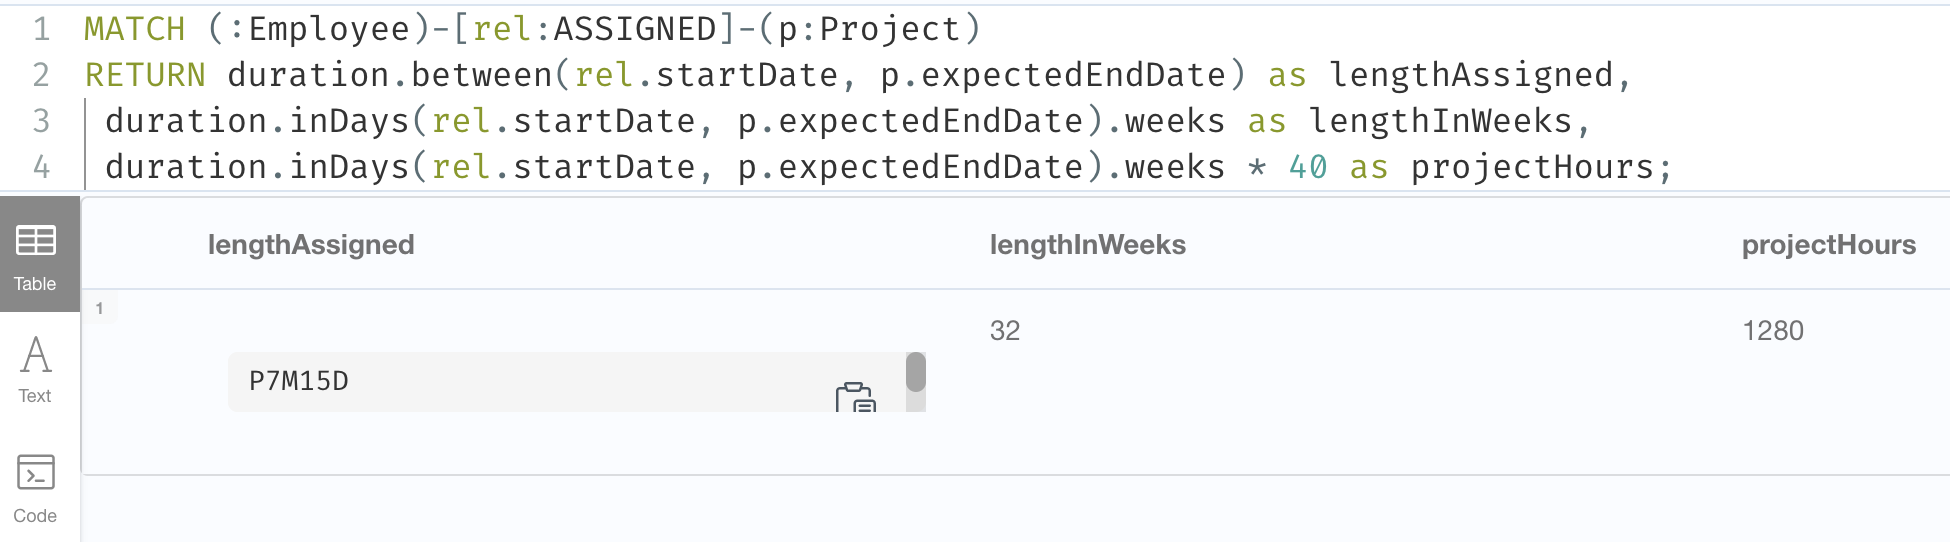 1 MATCH (:Employee)-[rel:ASSIGNED]-(p:Project)
2 RETURN duration.between(rel.startDate, p.expectedEndDate) as lengthAssigned,
3 duration.inDays(rel.startDate, p.expectedEndDate).weeks as lengthInWeeks,
4 duration.inDays(rel.startDate, p.expectedEndDate).weeks * 40 as projectHours;
lengthAssigned lengthInWeeks projectHours
Table
1
32 1280
P7M15D
Text
Code